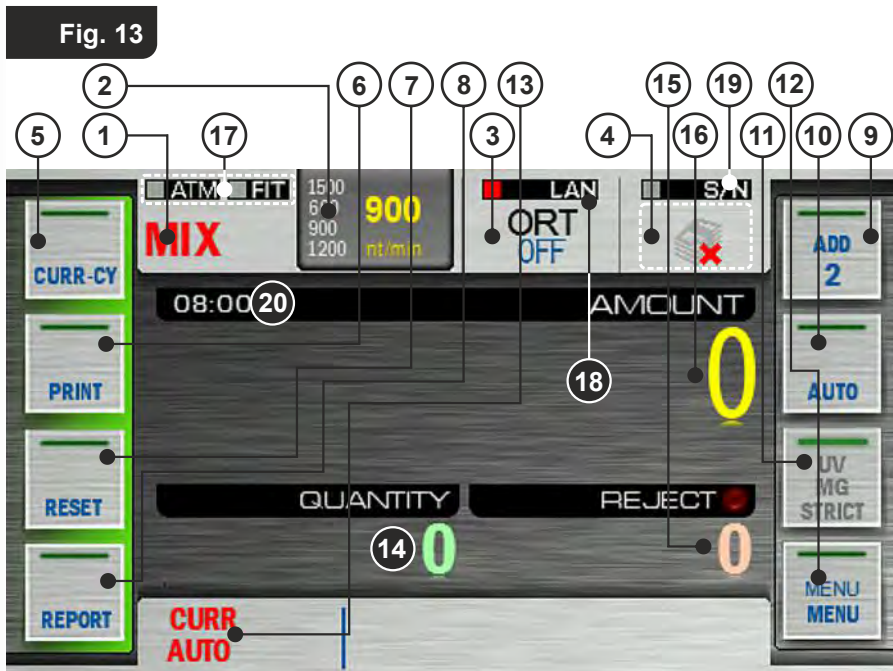 Fig. 13
2 6 7 8 13 15 12
5 1 17 3 4 16 19 11 10 9
ATM FIT
MIX
1500
600
900
1200
900
nt/min
LAN
ORT
OFF
SAN
CURR-CY
PRINT
RESET
REPORT
08:00 20 AMOUNT
0
18
QUANTITY REJECT
14 0 0
CURR
AUTO
ADD
2
AUTO
UV
MG
STRICT
MENU
MENU